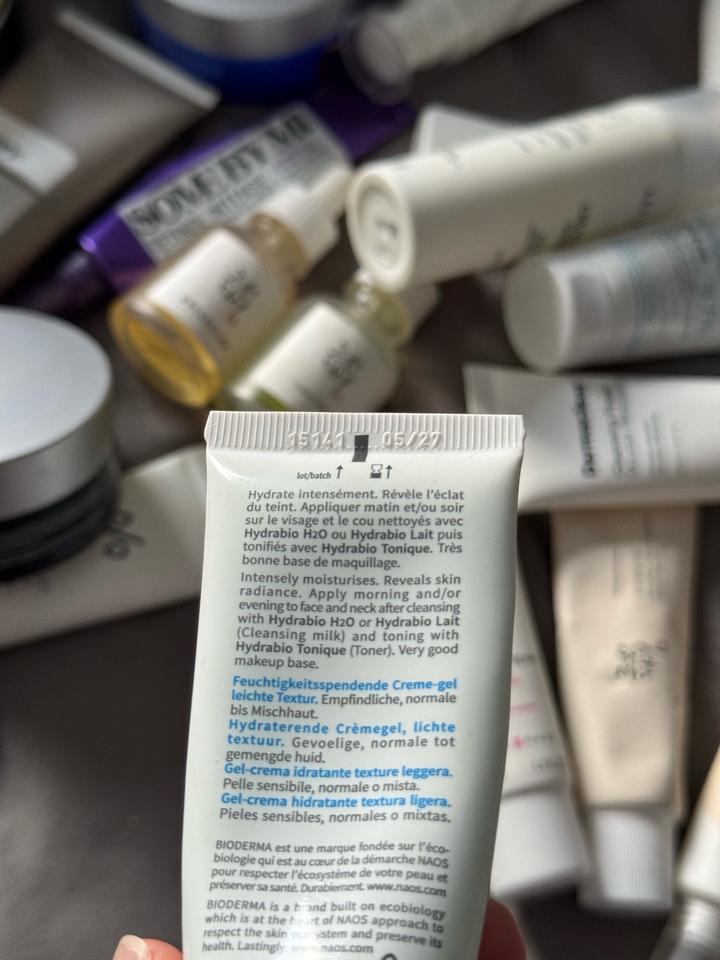 SOME BY MI
15141 05/27
lot/batch
Hydrate intensément. Révèle l'éclat
du teint. Appliquer matin et/ou soir
sur le visage et le cou nettoyés avec
Hydrabio H2O ou Hydrabio Lait puis
tonifiés avec Hydrabio Tonique. Très
bonne base de maquillage.
Intensely moisturises. Reveals skin
radiance. Apply morning and/or
evening to face and neck after cleansing
with Hydrabio H2O or Hydrabio Lait
(Cleansing milk) and toning with
Hydrabio Tonique (Toner). Very good
makeup base.
Feuchtigkeitsspendende Creme-gel
leichte Textur. Empfindliche, normale
bis Mischhaut.
Hydraterende Crèmegel, lichte
textuur. Gevoelige, normale tot
gemengde huid.
Gel-crema idratante texture leggera.
Pelle sensibile, normale o mista.
Gel-crema hidratante textura ligera.
Pieles sensibles, normales o mixtas.
BIODERMA est une marque fondée sur l'éco-
biologie qui est au cœur de la démarche NAOS
pour respecter l'écosystème de votre peau et
préserver sa santé. Durablement. www.naos.com
BIODERMA is a brand built on ecobiology
which is at the heart of NAOS approach to
respect the skin ecosystem and preserve its
health. Lastingly. www.naos.com